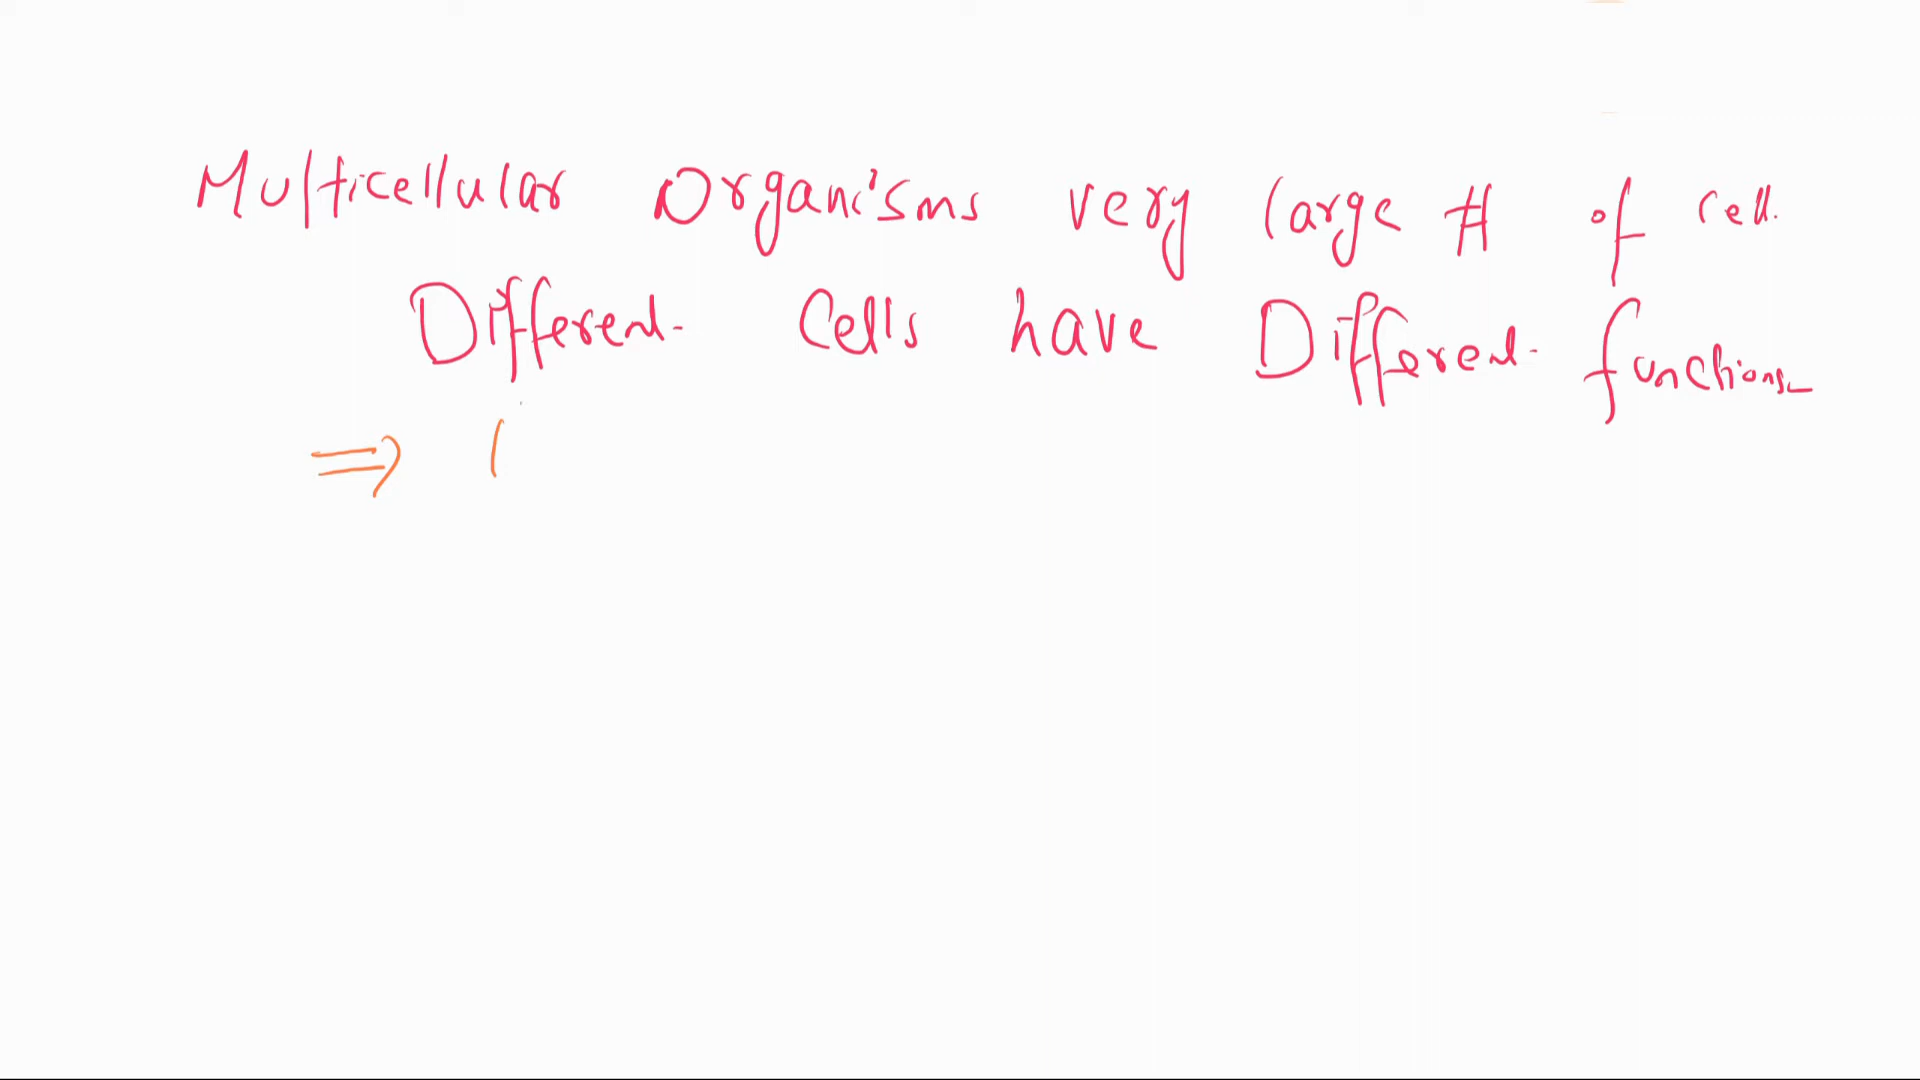 Multicellular Organisms very large # of cell.
Different Cells have Different functions
⇒